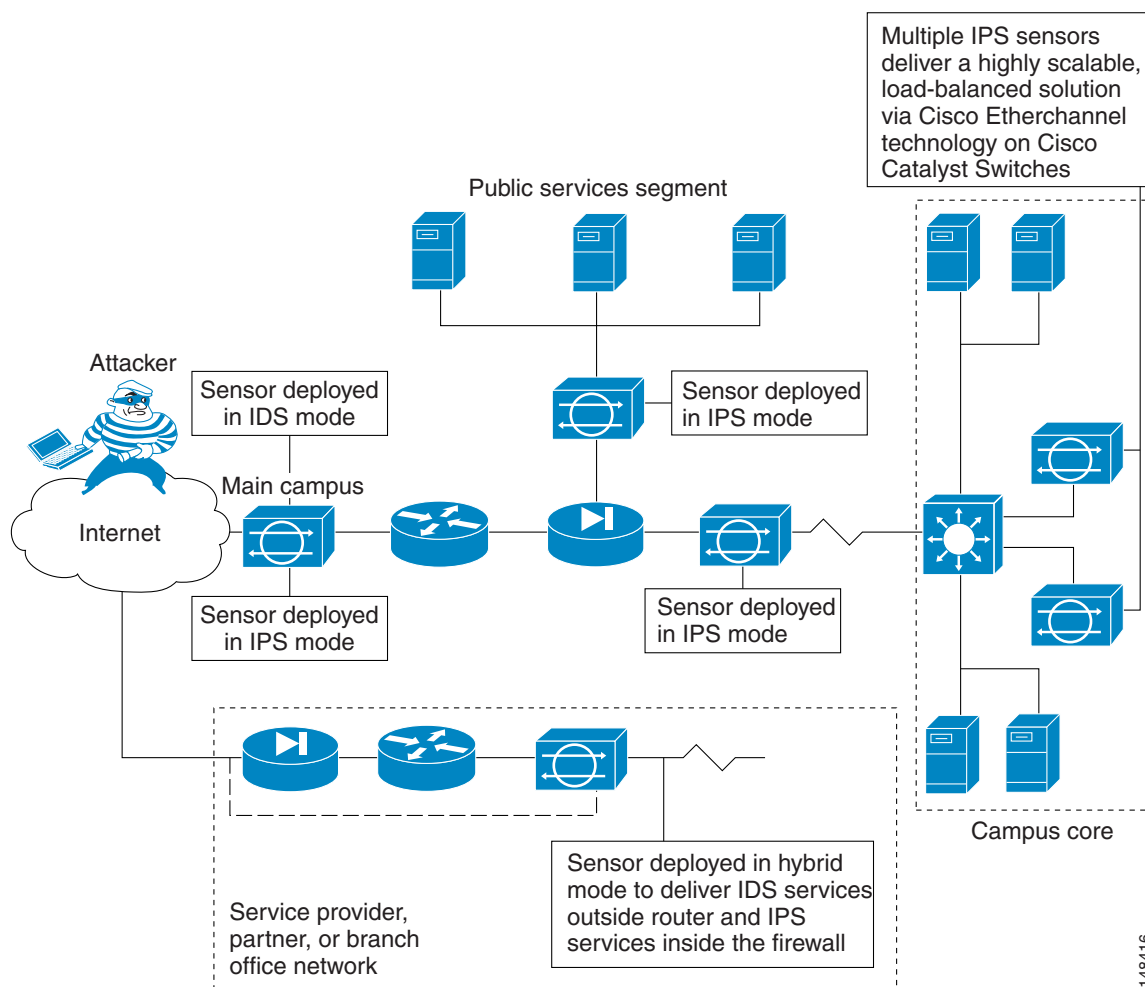 Multiple IPS sensors
deliver a highly scalable,
load-balanced solution
via Cisco Etherchannel
technology on Cisco
Catalyst Switches
Public services segment
Attacker
Sensor deployed
in IDS mode
Sensor deployed
in IPS mode
Main campus
Internet
Sensor deployed
in IPS mode
Sensor deployed
in IPS mode
Campus core
Sensor deployed in hybrid
mode to deliver IDS services
outside router and IPS
services inside the firewall
Service provider,
partner, or branch
office network
148416